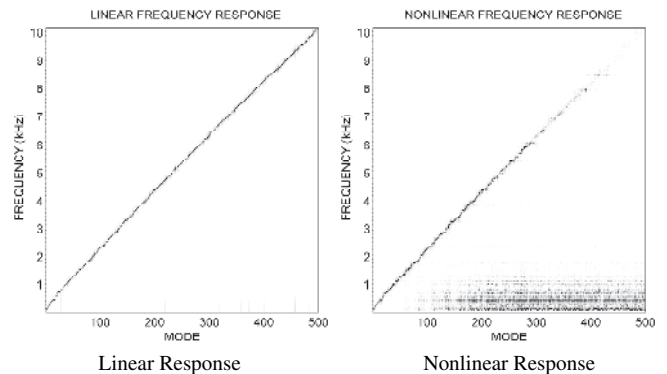 LINEAR FREQUENCY RESPONSE
FREQUENCY (kHz)
10
9
8
7
6
5
4
3
2
1
100 200 300 400 500
MODE
Linear Response
NONLINEAR FREQUENCY RESPONSE
FREQUENCY (kHz)
10
9
8
7
6
5
4
3
2
1
100 200 300 400 500
MODE
Nonlinear Response